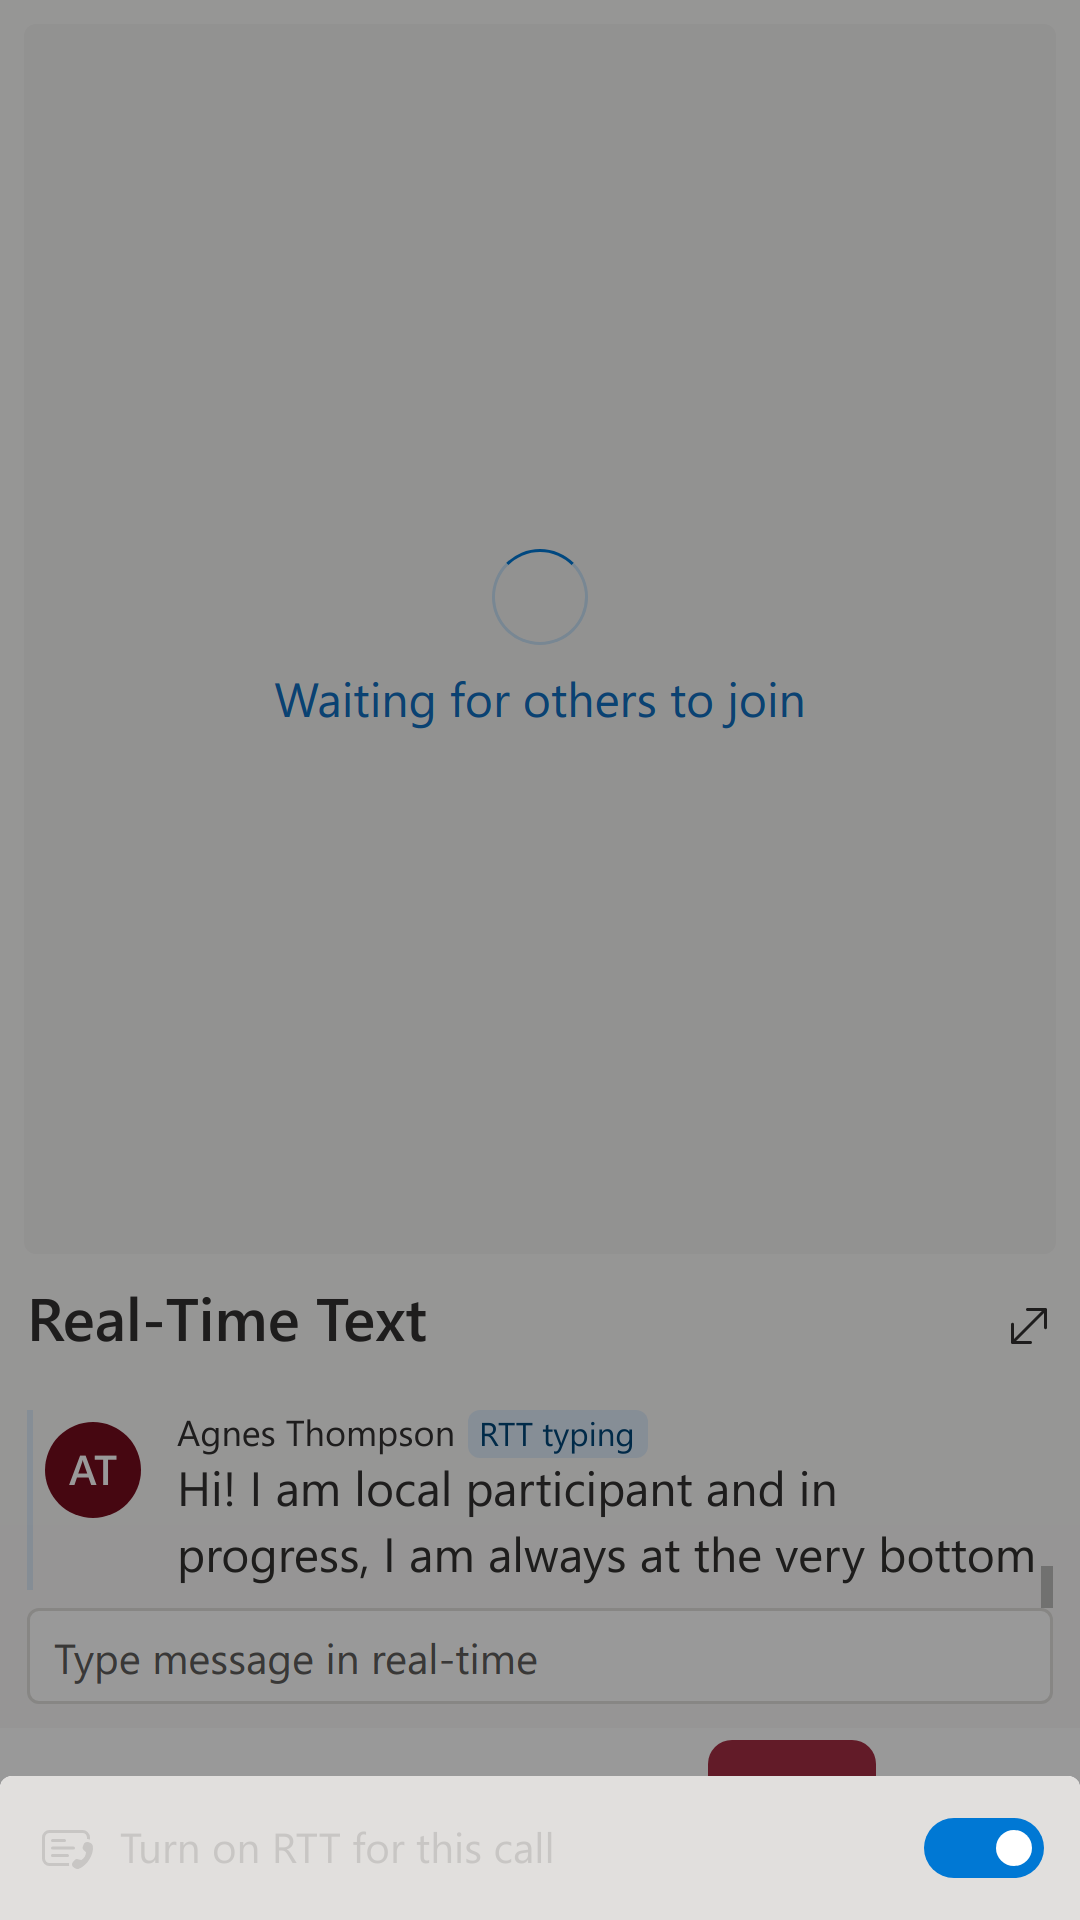 Waiting for others to join
Real-Time Text
AT
Agnes Thompson RTT typing
Hi! I am local participant and in
progress, I am always at the very bottom
Type message in real-time
Turn on RTT for this call